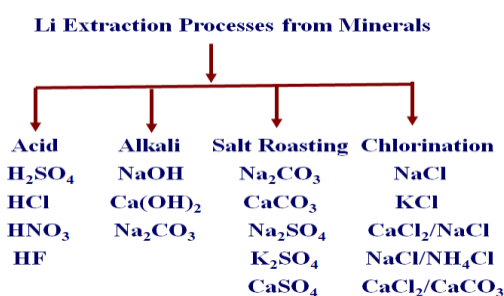 Li Extraction Processes from Minerals
Acid Alkali Salt Roasting Chlorination
H₂SO₄ NaOH Na₂CO₃ NaCl
HCl Ca(OH)₂ CaCO₃ KCl
HNO₃ Na₂CO₃ Na₂SO₄ CaCl₂/NaCl
HF K₂SO₄ NaCl/NH₄Cl
CaSO₄ CaCl₂/CaCO₃